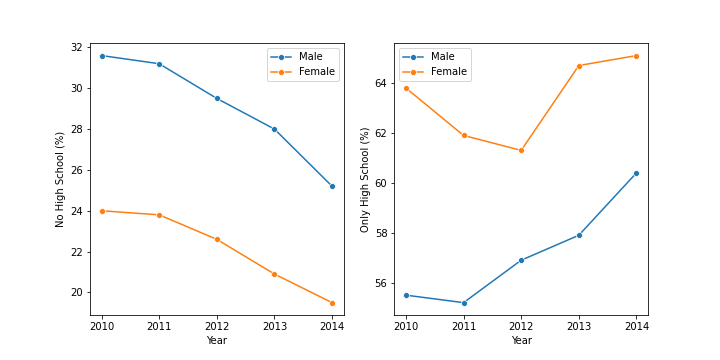 No High School (%)
32
30
28
26
24
22
20
2010 2011 2012 2013 2014
Year
Male
Female
Only High School (%)
64
62
60
58
56
2010 2011 2012 2013 2014
Year
Male
Female